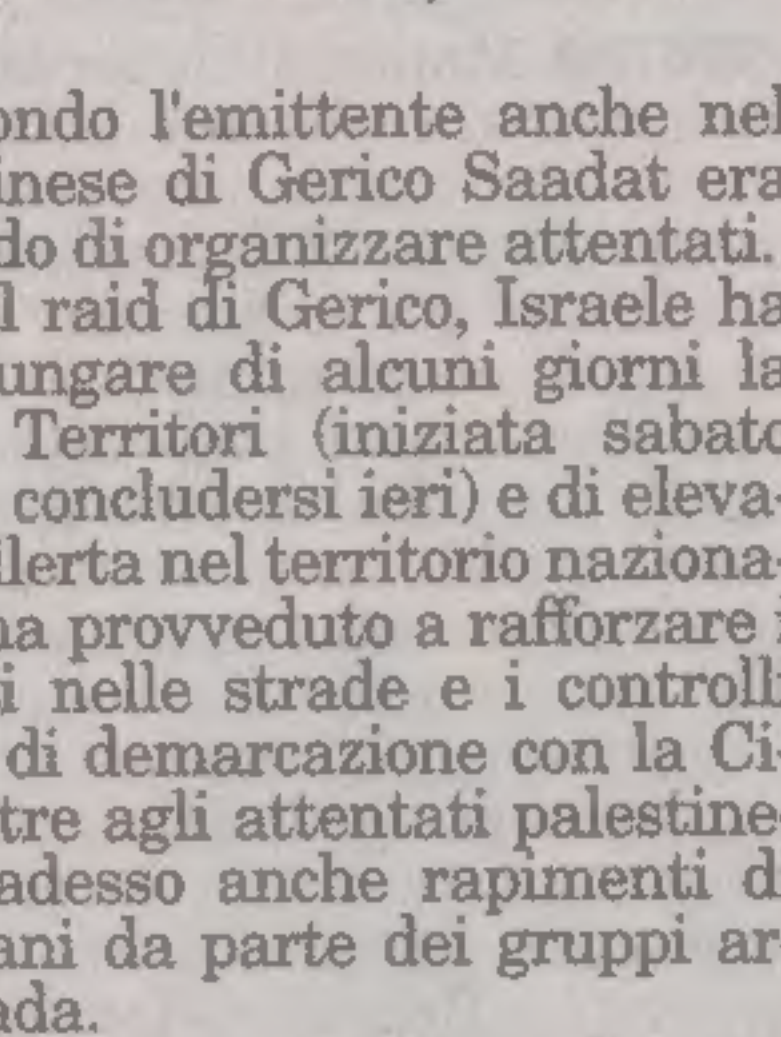 ondo l'emittente anche nel
inese di Gerico Saadat era
do di organizzare attentati.
l raid di Gerico, Israele ha
ungare di alcuni giorni la
Territori (iniziata sabato
concludersi ieri) e di eleva-
llerta nel territorio naziona-
na provveduto a rafforzare i
i nelle strade e i controlli
di demarcazione con la Ci-
tre agli attentati palestine-
adesso anche rapimenti d
ani da parte dei gruppi ar-
ada.